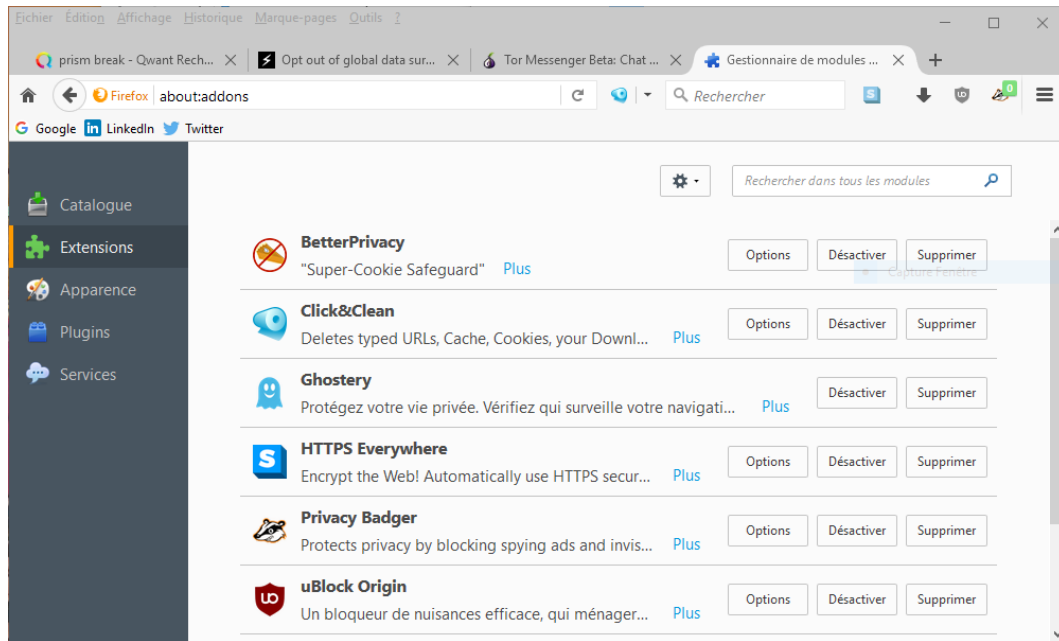 Fichier Édition Affichage Historique Marque-pages Outils ?
prism break - Qwant Rech... Opt out of global data sur... Tor Messenger Beta: Chat ... Gestionnaire de modules ...
Firefox about:addons Rechercher 0
Google LinkedIn Twitter
Rechercher dans tous les modules
Catalogue
Extensions
Apparence
Plugins
Services
BetterPrivacy
"Super-Cookie Safeguard" Plus
Options Désactiver Supprimer
Capture Fenêtre
Click&Clean
Deletes typed URLs, Cache, Cookies, your Downl... Plus
Options Désactiver Supprimer
Ghostery
Protégez votre vie privée. Vérifiez qui surveille votre navigati... Plus
Désactiver Supprimer
HTTPS Everywhere
Encrypt the Web! Automatically use HTTPS secur... Plus
Options Désactiver Supprimer
Privacy Badger
Protects privacy by blocking spying ads and invis... Plus
Options Désactiver Supprimer
uBlock Origin
Un bloqueur de nuisances efficace, qui ménager... Plus
Options Désactiver Supprimer